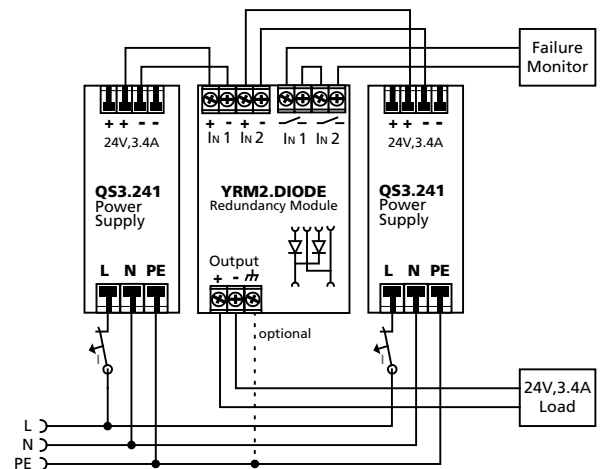 Failure
Monitor
+ + - -
24V,3.4A
QS3.241
Power
Supply
L N PE
+ - + -
IN 1 IN 2 IN 1 IN 2
YRM2.DIODE
Redundancy Module
Output
+ -
optional
+ + - -
24V,3.4A
QS3.241
Power
Supply
L N PE
I
I
24V,3.4A
Load
L
N
PE